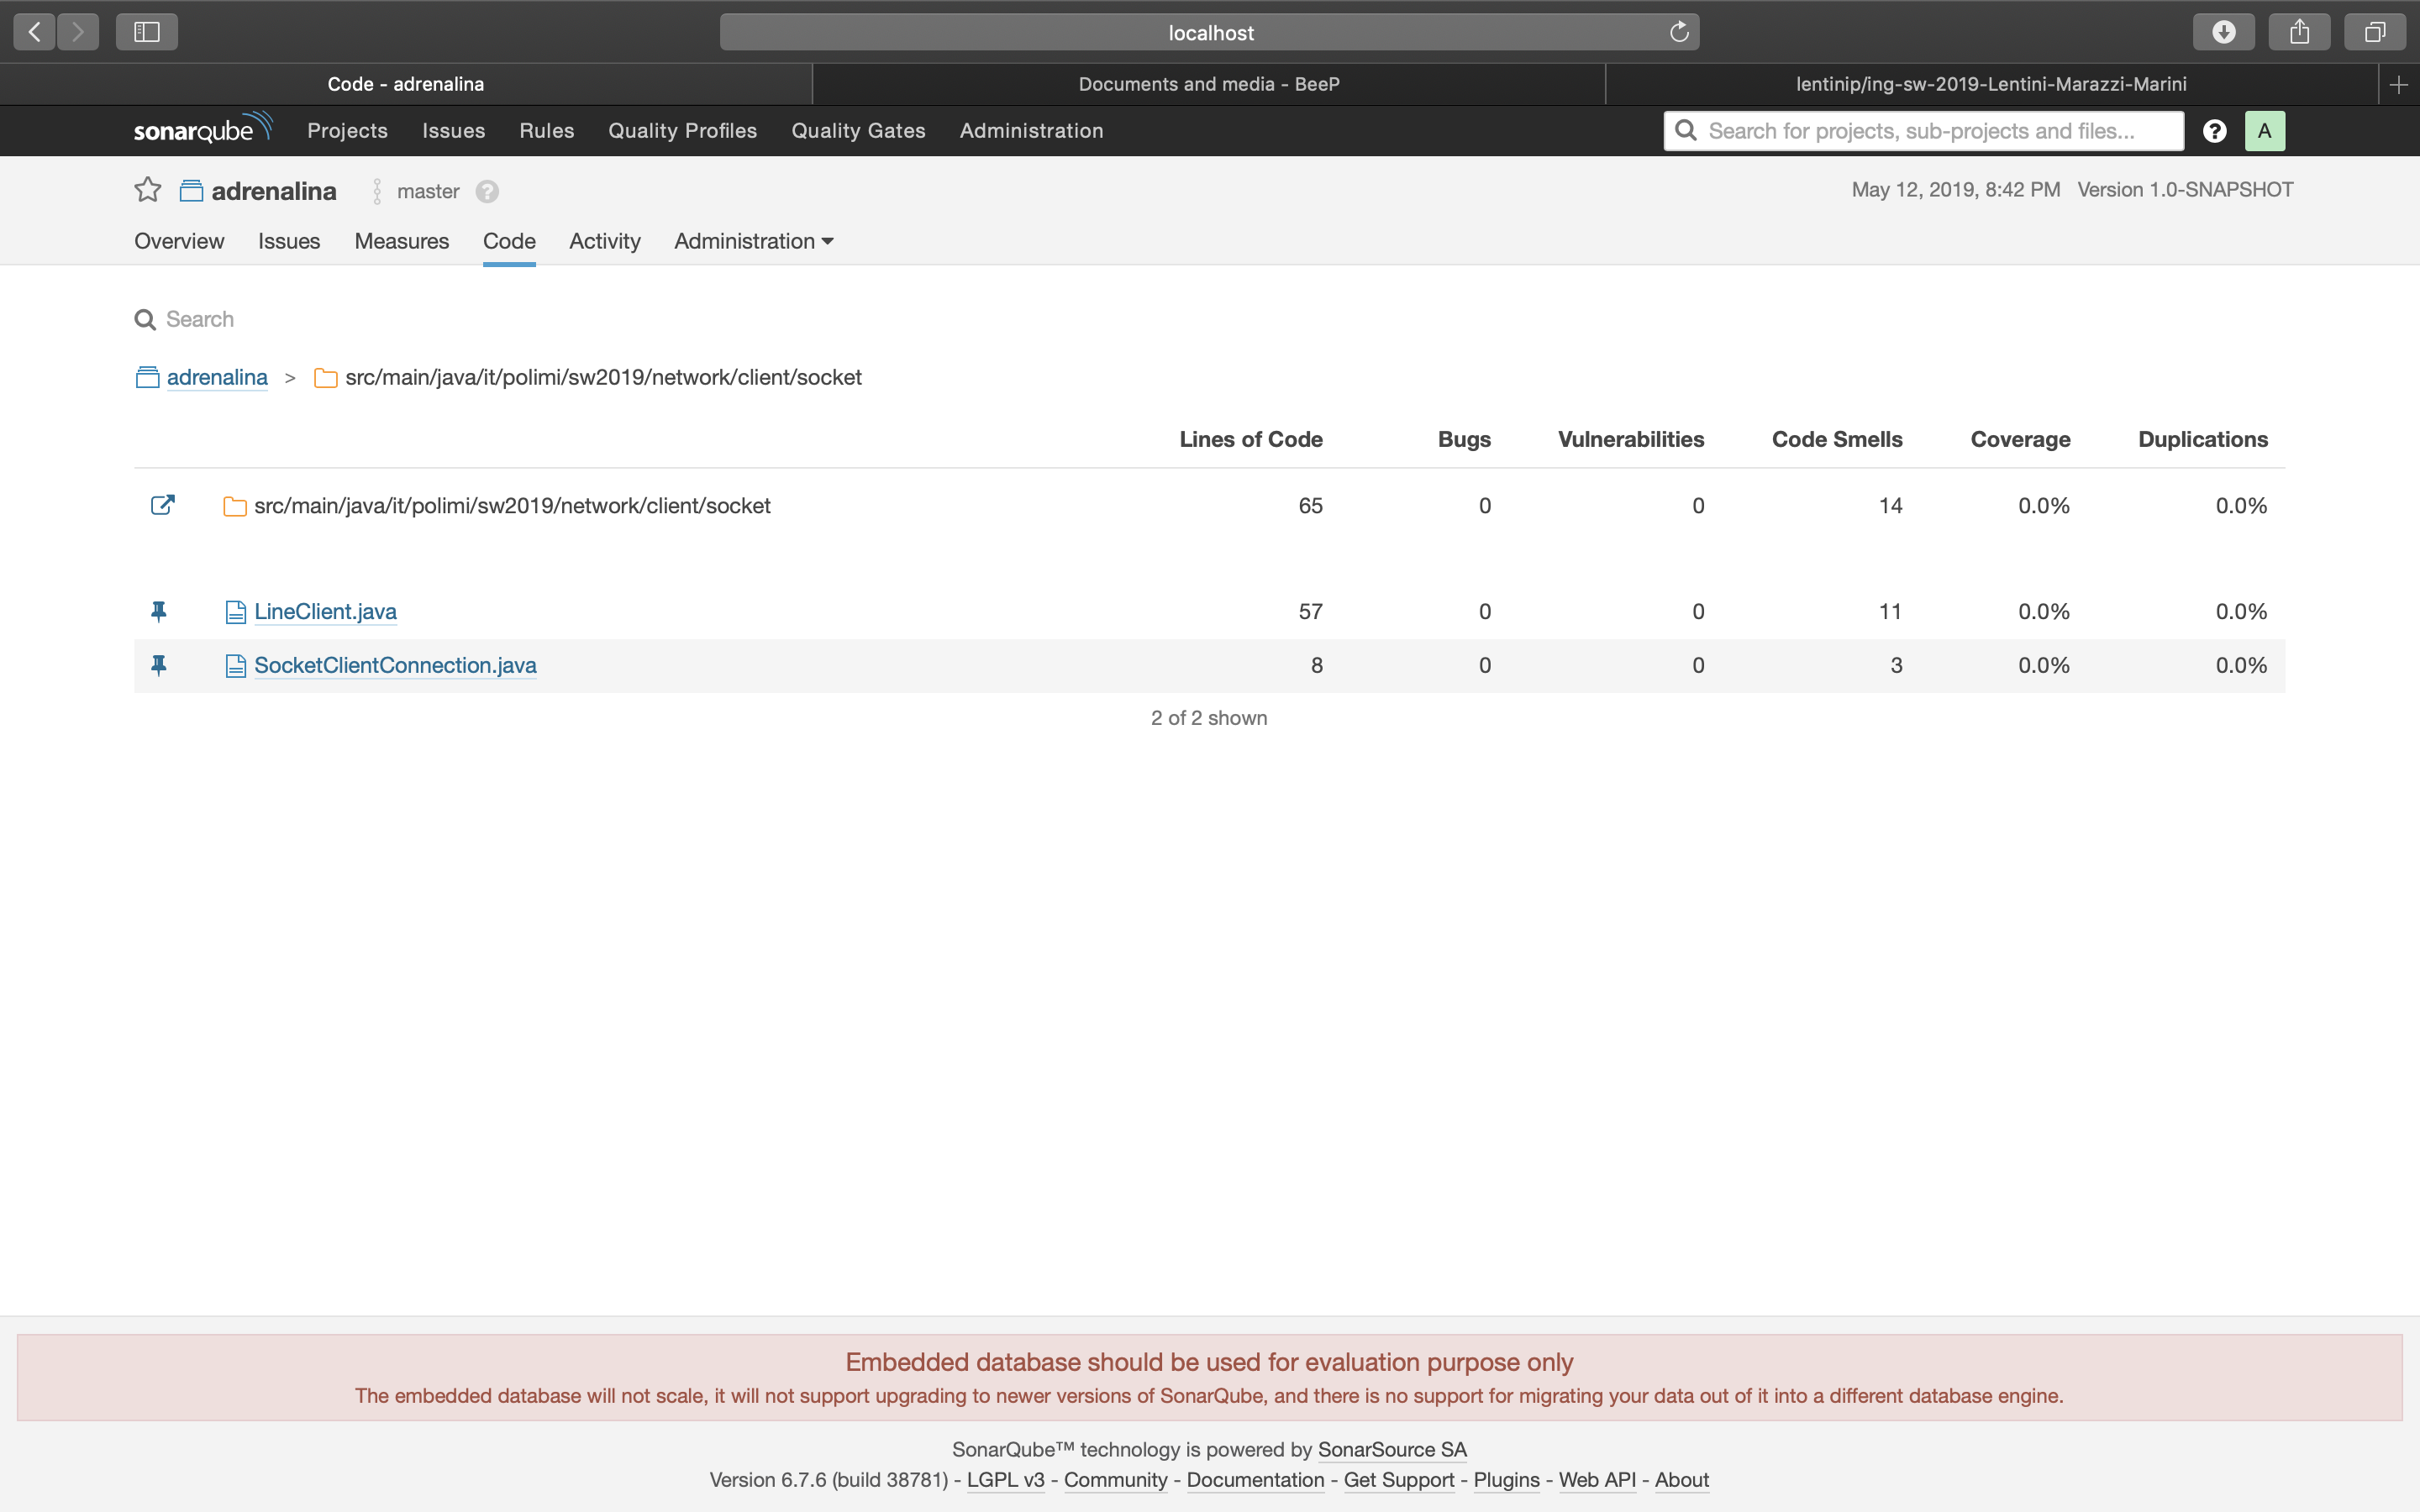 localhost
Code - adrenalina
Documents and media - BeeP
lentinip/ing-sw-2019-Lentini-Marazzi-Marini
sonarqube Projects Issues Rules Quality Profiles Quality Gates Administration Search for projects, sub-projects and files... ? A
adrenalina master ? May 12, 2019, 8:42 PM Version 1.0-SNAPSHOT
Overview Issues Measures Code Activity Administration
Search
adrenalina > src/main/java/it/polimi/sw2019/network/client/socket
Lines of Code Bugs Vulnerabilities Code Smells Coverage Duplications
src/main/java/it/polimi/sw2019/network/client/socket 65 0 0 14 0.0% 0.0%
LineClient.java 57 0 0 11 0.0% 0.0%
SocketClientConnection.java 8 0 0 3 0.0% 0.0%
2 of 2 shown
Embedded database should be used for evaluation purpose only
The embedded database will not scale, it will not support upgrading to newer versions of SonarQube, and there is no support for migrating your data out of it into a different database engine.
SonarQube™ technology is powered by SonarSource SA
Version 6.7.6 (build 38781) - LGPL v3 - Community - Documentation - Get Support - Plugins - Web API - About